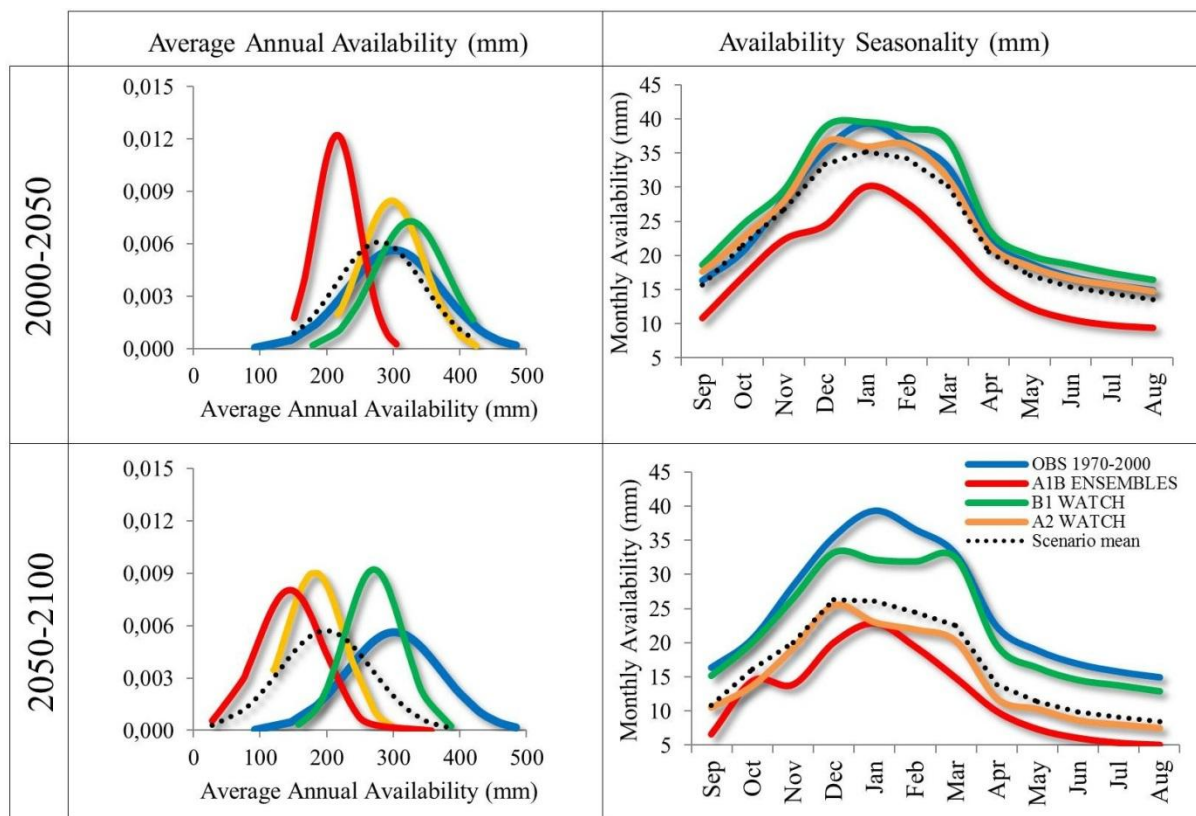 Average Annual Availability (mm)
Availability Seasonality (mm)
2000-2050
0,015
0,012
0,009
0,006
0,003
0,000
0 100 200 300 400 500
Average Annual Availability (mm)
Monthly Availability (mm)
45
40
35
30
25
20
15
10
5
Sep Oct Nov Dec Jan Feb Mar Apr May Jun Jul Aug
2050-2100
0,015
0,012
0,009
0,006
0,003
0,000
0 100 200 300 400 500
Average Annual Availability (mm)
Monthly Availability (mm)
45
40
35
30
25
20
15
10
5
Sep Oct Nov Dec Jan Feb Mar Apr May Jun Jul Aug
OBS 1970-2000
A1B ENSEMBLES
B1 WATCH
A2 WATCH
Scenario mean